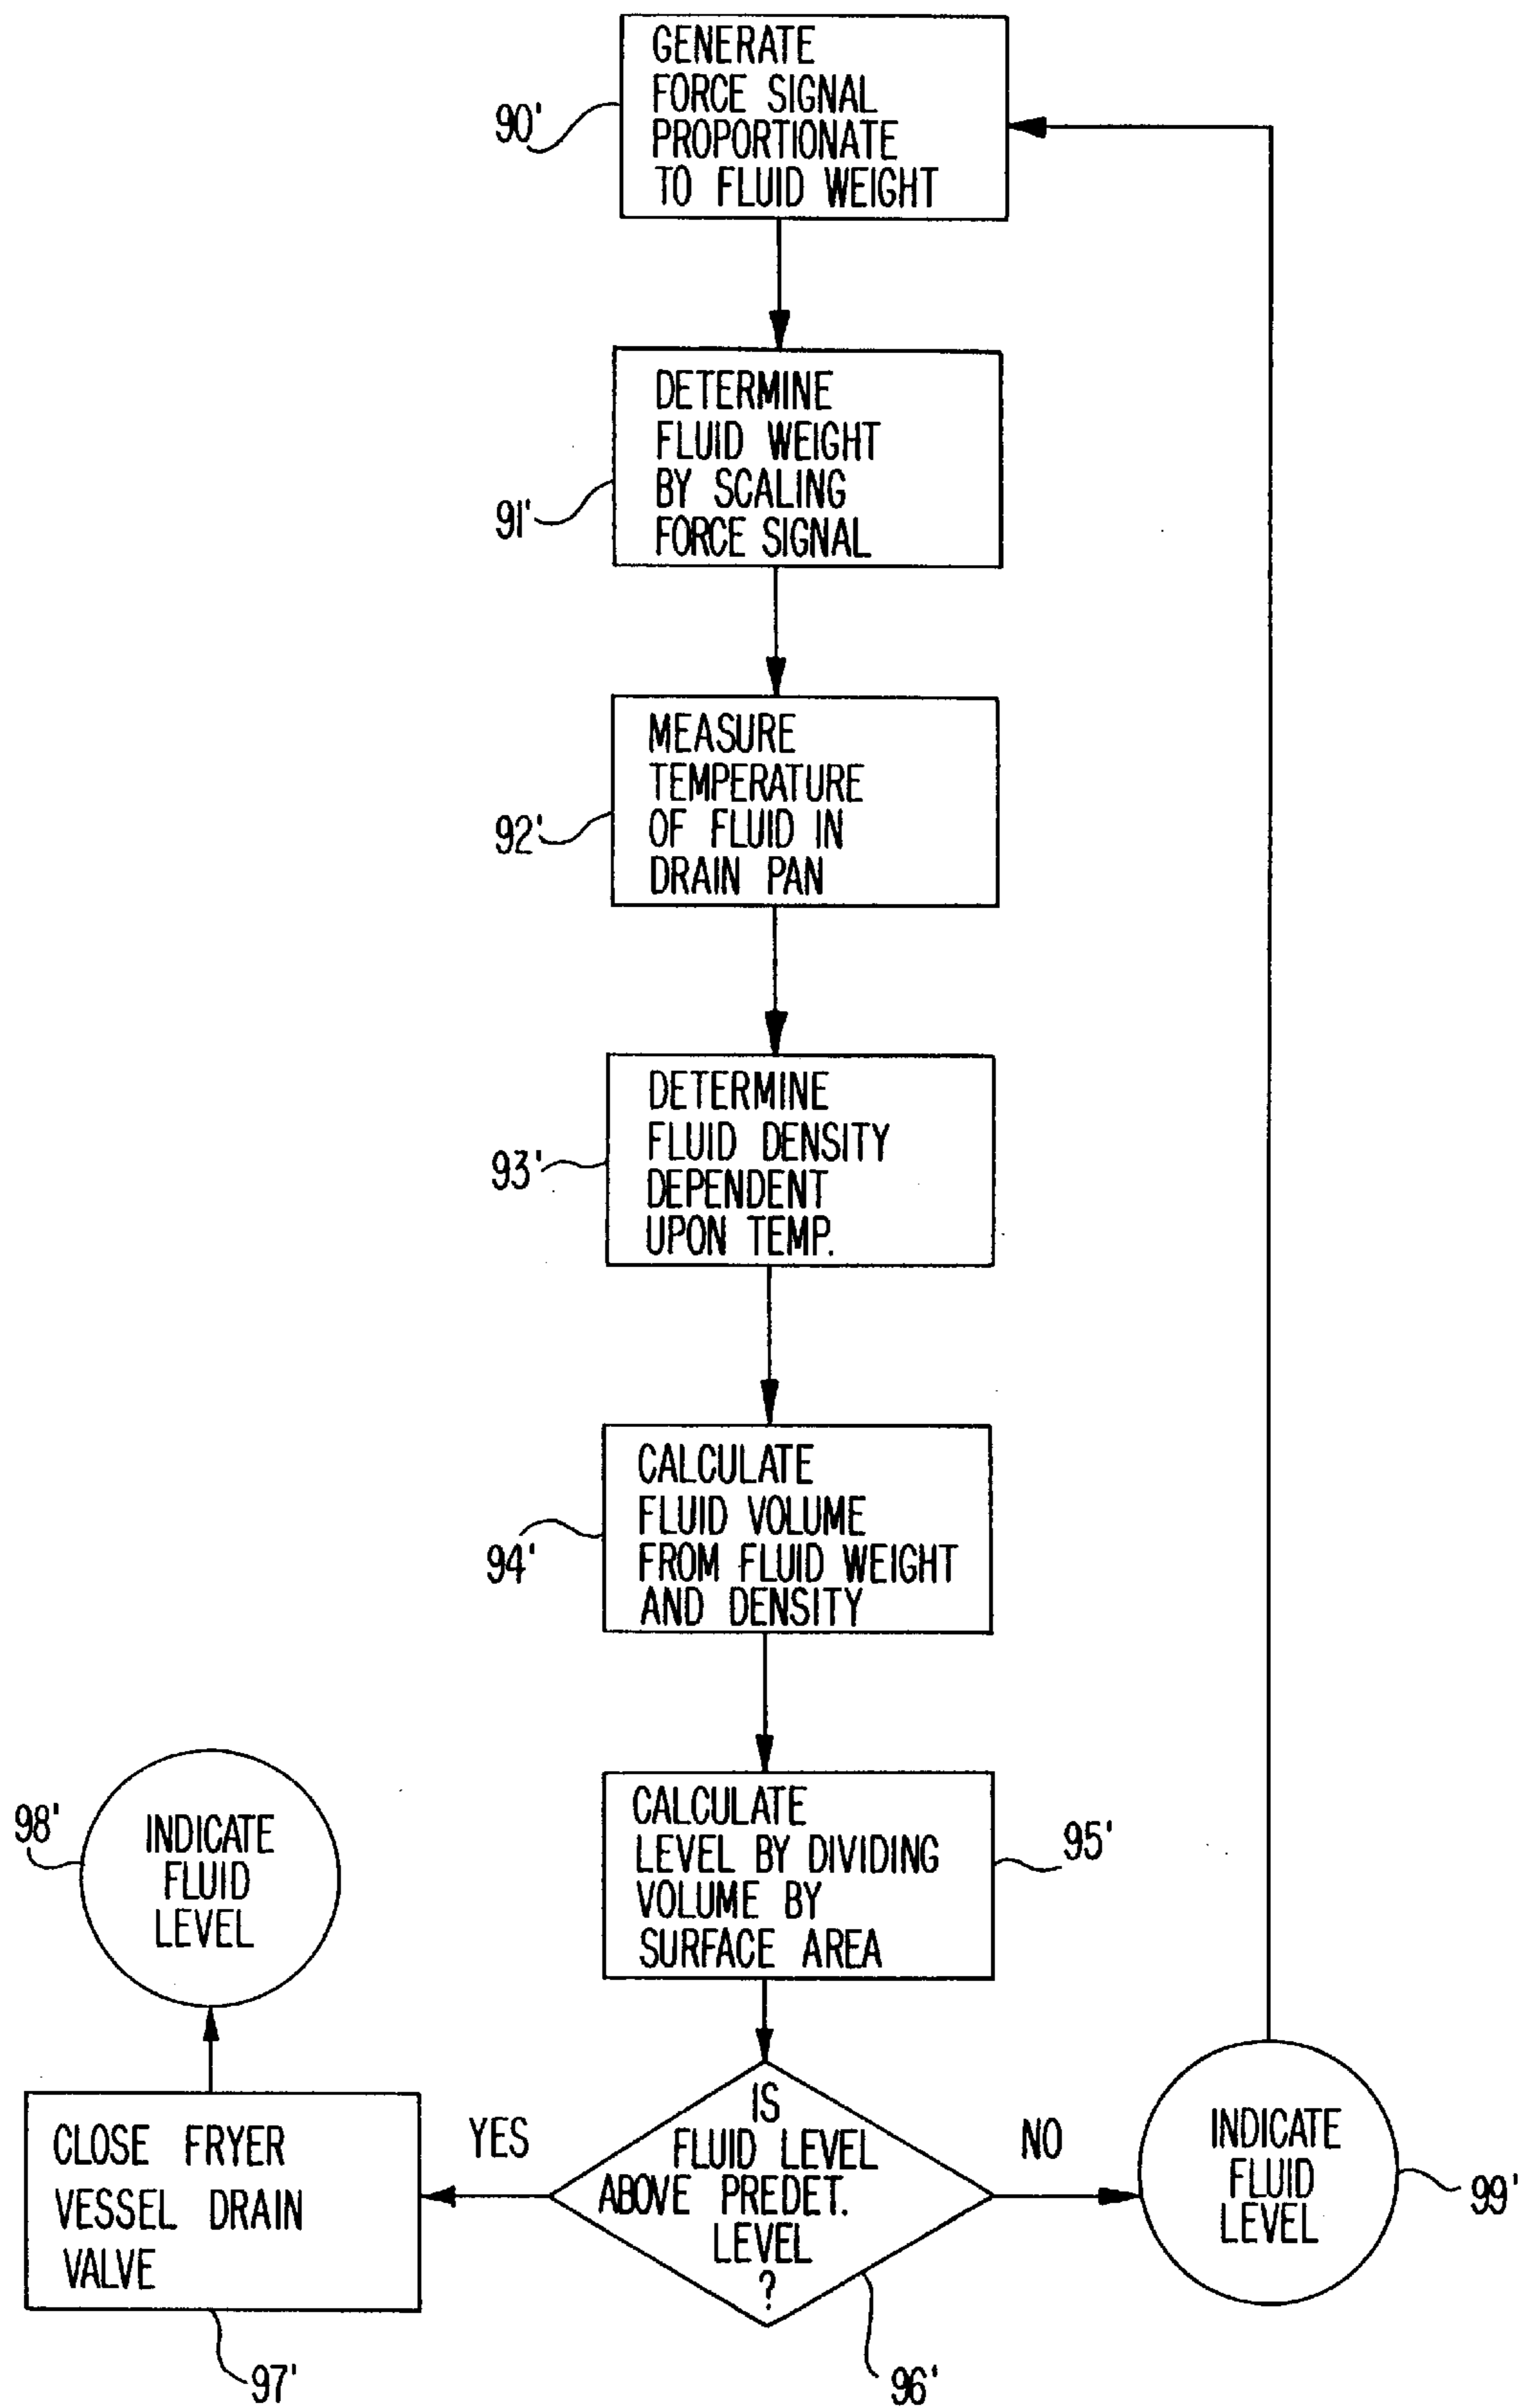 GENERATE
FORCE SIGNAL
PROPORTIONATE
TO FLUID WEIGHT
90'
DETERMINE
FLUID WEIGHT
BY SCALING
FORCE SIGNAL
91'
MEASURE
TEMPERATURE
OF FLUID IN
DRAIN PAN
92'
DETERMINE
FLUID DENSITY
DEPENDENT
UPON TEMP.
93'
CALCULATE
FLUID VOLUME
FROM FLUID WEIGHT
AND DENSITY
94'
CALCULATE
LEVEL BY DIVIDING
VOLUME BY
SURFACE AREA
95'
IS
FLUID LEVEL
ABOVE PREDET.
LEVEL
?
96'
YES
NO
CLOSE FRYER
VESSEL DRAIN
VALVE
97'
INDICATE
FLUID
LEVEL
98'
INDICATE
FLUID
LEVEL
99'